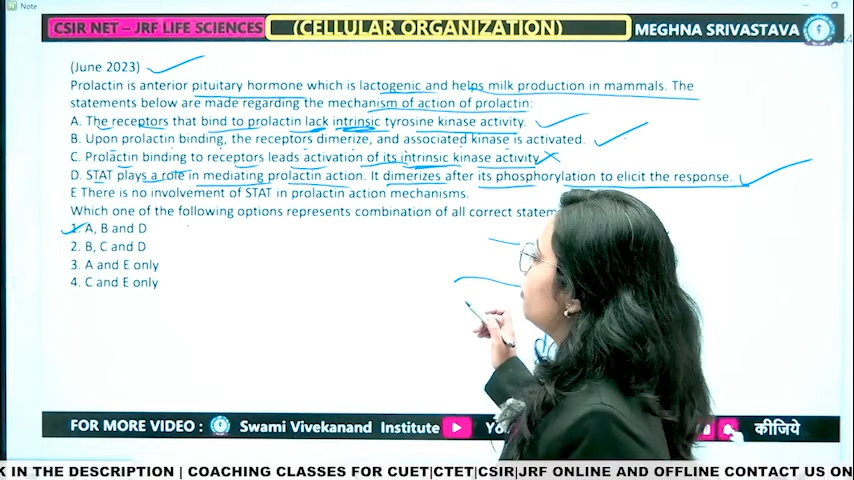 Note
CSIR NET – JRF LIFE SCIENCES (CELLULAR ORGANIZATION) MEGHNA SRIVASTAVA
(June 2023)
Prolactin is anterior pituitary hormone which is lactogenic and helps milk production in mammals. The
statements below are made regarding the mechanism of action of prolactin:
A. The receptors that bind to prolactin lack intrinsic tyrosine kinase activity.
B. Upon prolactin binding, the receptors dimerize, and associated kinase is activated.
C. Prolactin binding to receptors leads activation of its intrinsic kinase activity
D. STAT plays a role in mediating prolactin action. It dimerizes after its phosphorylation to elicit the response.
E There is no involvement of STAT in prolactin action mechanisms.
Which one of the following options represents combination of all correct
1. A, B and D
2. B, C and D
3. A and E only
4. C and E only
FOR MORE VIDEO : Swami Vivekanand Institute कीजिये
IN THE DESCRIPTION | COACHING CLASSES FOR CUET|CTET|CSIR|JRF ONLINE AND OFFLINE CONTACT US ON